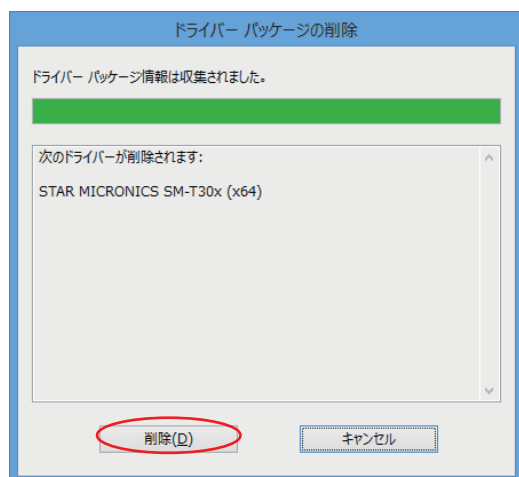 ドライバー パッケージの削除
ドライバー パッケージ情報は収集されました。
次のドライバーが削除されます:
STAR MICRONICS SM-T30x (x64)
削除(D)
キャンセル